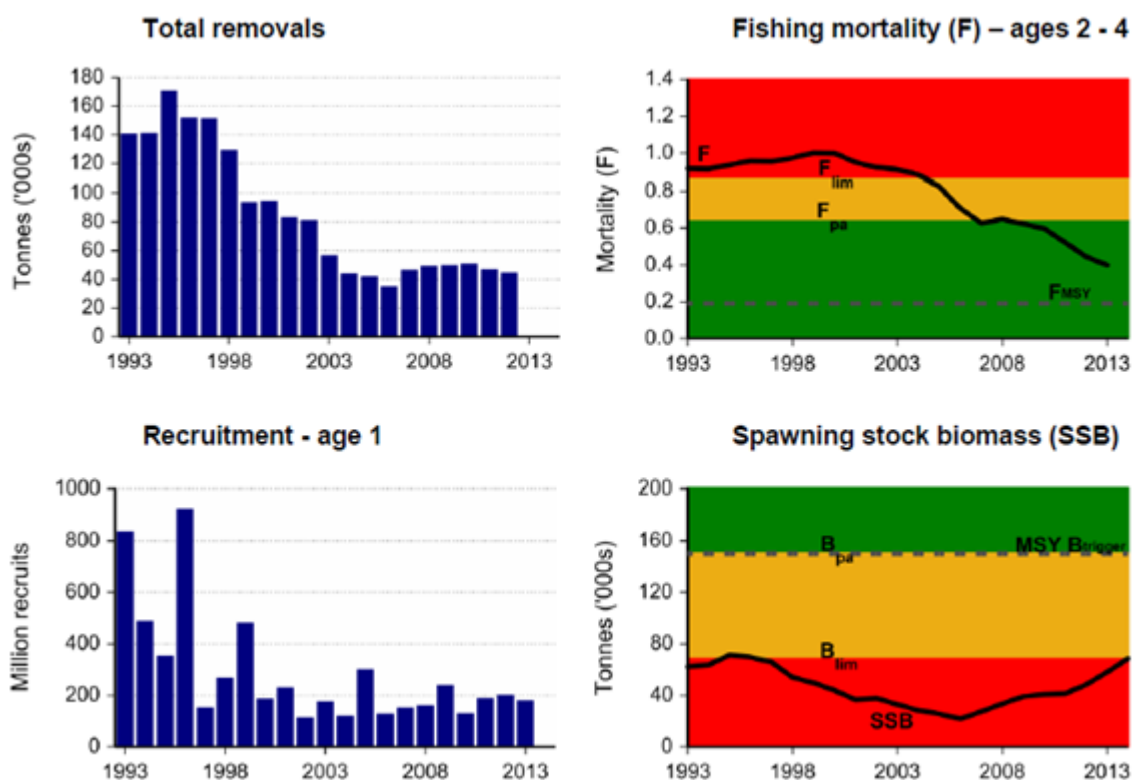 Total removals
Tonnes ('000s)
180
160
140
120
100
80
60
40
20
0
1993 1998 2003 2008 2013
Fishing mortality (F) – ages 2 - 4
Mortality (F)
1.4
1.2
1.0
0.8
0.6
0.4
0.2
0.0
F
Flim
Fpa
FMSY
1993 1998 2003 2008 2013
Recruitment - age 1
Million recruits
1000
800
600
400
200
0
1993 1998 2003 2008 2013
Spawning stock biomass (SSB)
Tonnes ('000s)
200
160
120
80
40
0
Bpa
MSY Btrigger
Blim
SSB
1993 1998 2003 2008 2013